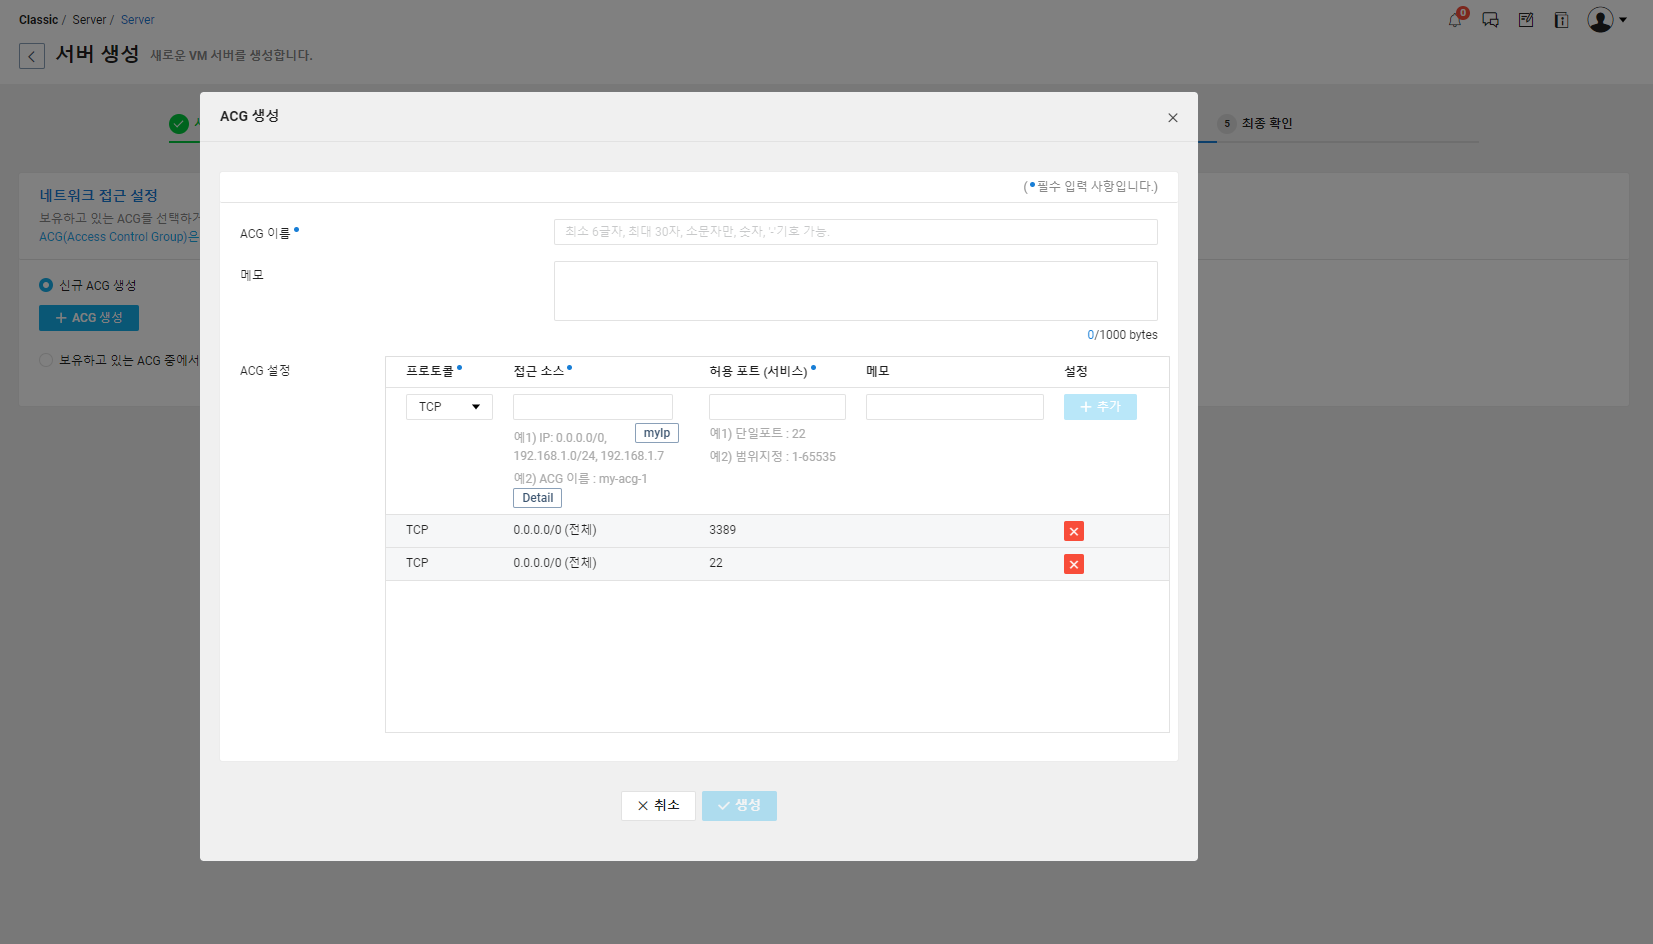 Classic / Server / Server
0
서버 생성 새로운 VM 서버를 생성합니다.
ACG 생성
5 최종 확인
네트워크 접근 설정
보유하고 있는 ACG를 선택하거
ACG(Access Control Group)은
신규 ACG 생성
+ ACG 생성
보유하고 있는 ACG 중에서
(•필수 입력 사항입니다.)
ACG 이름•
최소 6글자, 최대 30자, 소문자만, 숫자, '-'기호 가능.
메모
0/1000 bytes
ACG 설정
프로토콜• 접근 소스• 허용 포트 (서비스)• 메모 설정
TCP + 추가
예1) IP: 0.0.0.0/0, myIp 예1) 단일포트 : 22
192.168.1.0/24, 192.168.1.7 예2) 범위지정 : 1-65535
예2) ACG 이름 : my-acg-1
Detail
TCP 0.0.0.0/0 (전체) 3389
TCP 0.0.0.0/0 (전체) 22
취소 생성